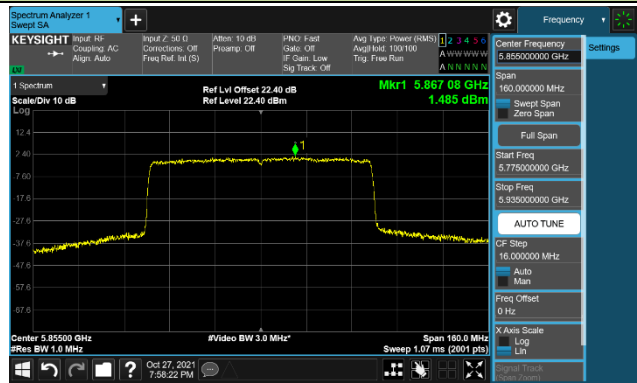 Spectrum Analyzer 1
Swept SA
+
Frequency
KEYSIGHT
Input: RF
Coupling: AC
Align: Auto
Input Z: 50 Ω
Corrections: Off
Freq Ref: Int (S)
Atten: 10 dB
Preamp: Off
PNO: Fast
Gate: Off
IF Gain: Low
Sig Track: Off
Avg Type: Power (RMS)
Avg|Hold: 100/100
Trig: Free Run
1 2 3 4 5 6
A W W W W W
A N N N N N
LW
1 Spectrum
Scale/Div 10 dB
Ref Lvl Offset 22.40 dB
Ref Level 22.40 dBm
Mkr1 5.867 08 GHz
1.485 dBm
Log
12.4
2.40
-7.60
-17.6
-27.6
-37.6
-47.6
-57.6
-67.6
1
Center 5.85500 GHz
#Res BW 1.0 MHz
#Video BW 3.0 MHz*
Span 160.0 MHz
Sweep 1.07 ms (2001 pts)
Center Frequency
5.855000000 GHz
Span
160.000000 MHz
Swept Span
Zero Span
Full Span
Start Freq
5.775000000 GHz
Stop Freq
5.935000000 GHz
AUTO TUNE
CF Step
16.000000 MHz
Auto
Man
Freq Offset
0 Hz
X Axis Scale
Log
Lin
Signal Track
(Span Zoom)
Settings
?
Oct 27, 2021
7:58:22 PM